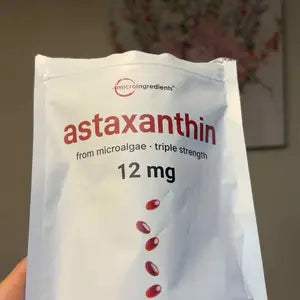 microingredients
astaxanthin
from microalgae · triple strength
12 mg